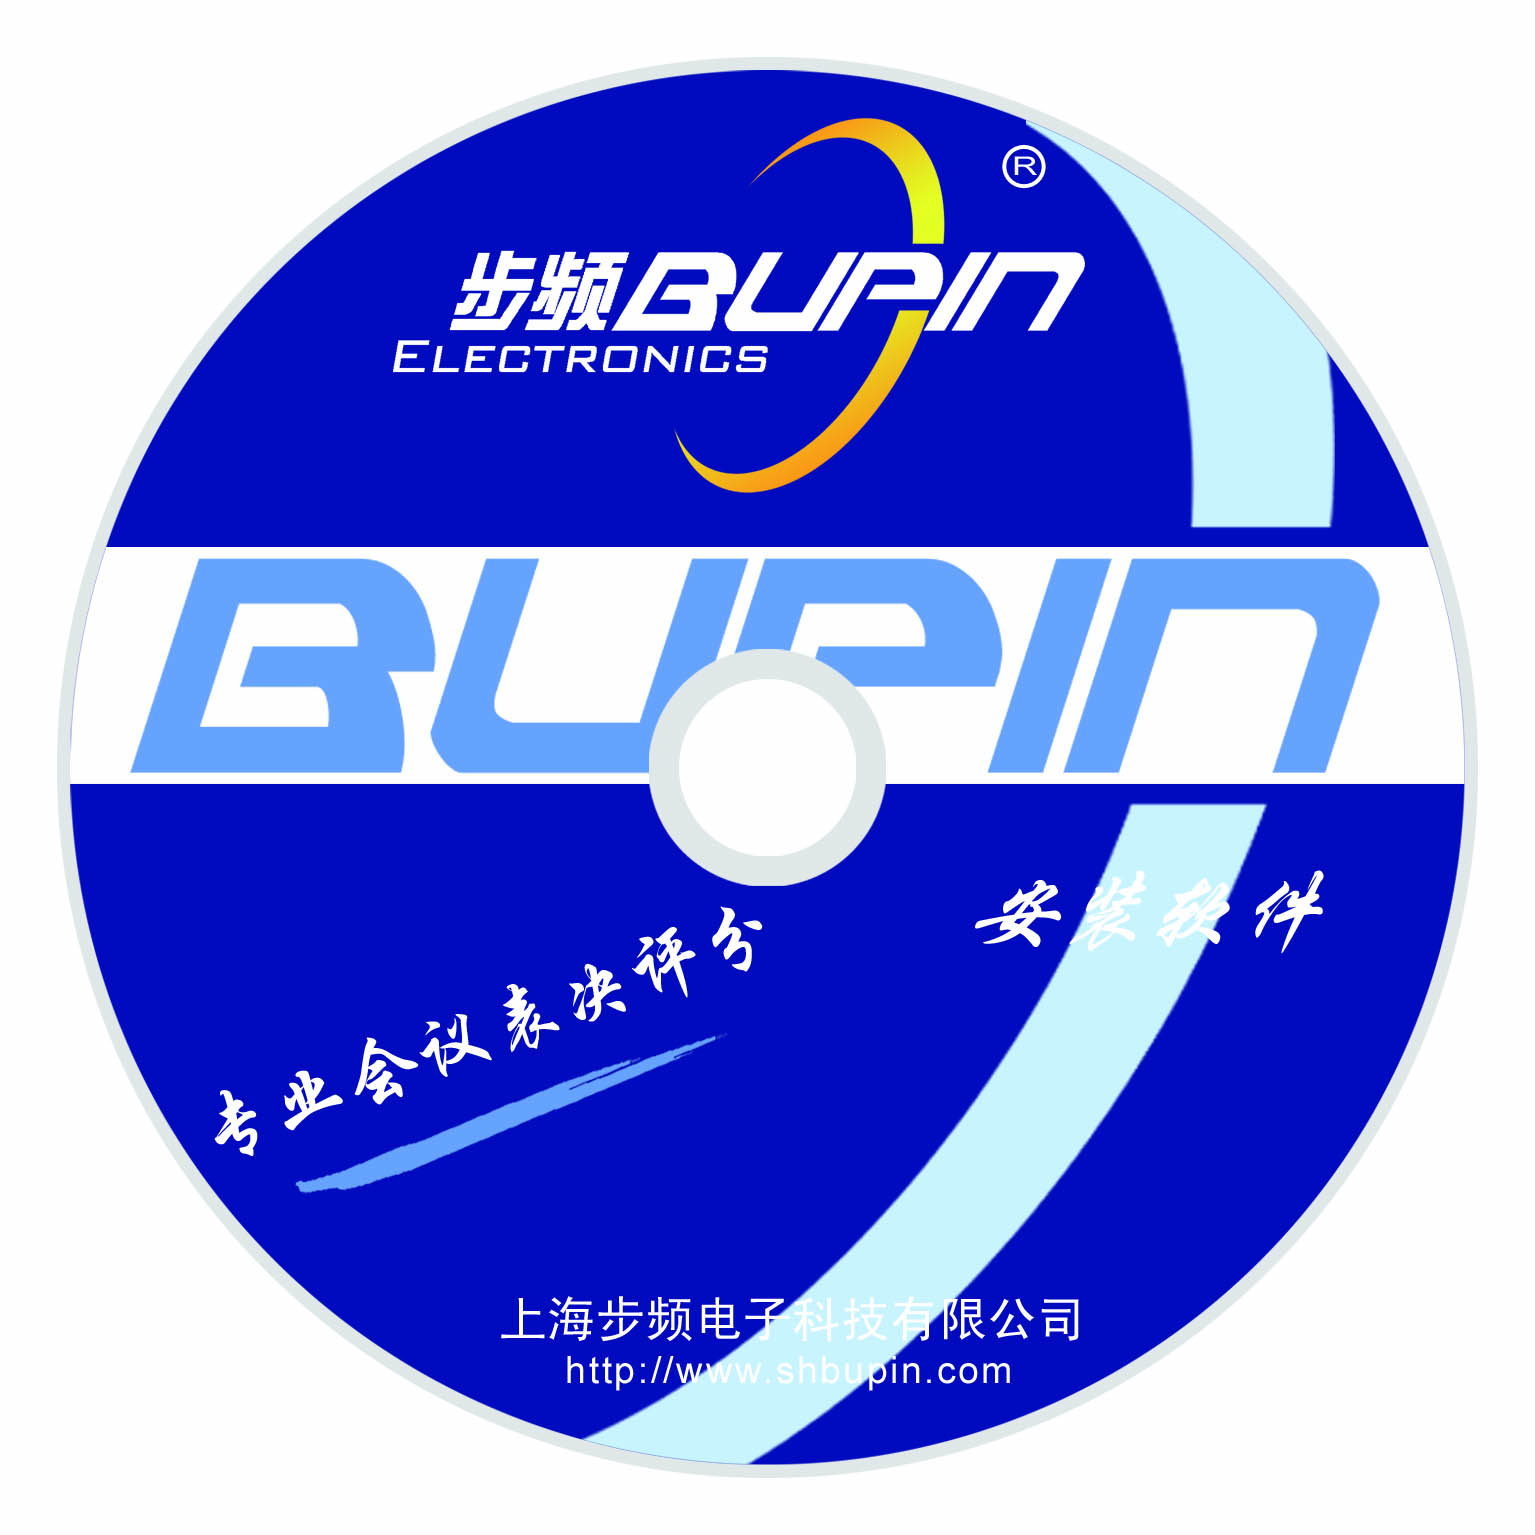 ®
步频BUPIN
ELECTRONICS
BUPIN
安装软件
专业会议表决评分
上海步频电子科技有限公司
http://www.shbupin.com